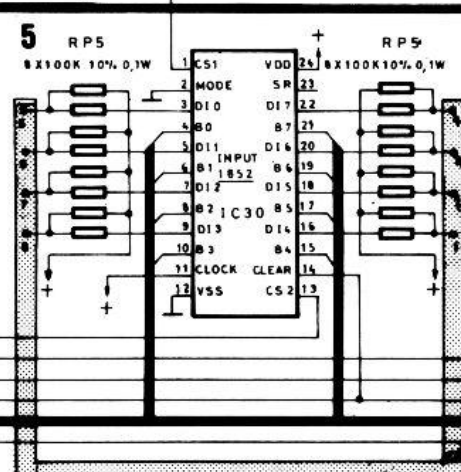 5
RP5
RP5
8X100K 10% 0,1W
8X100K10% 0,1W
+
1 CS1 VDD 24
2 MODE SR 23
3 DI0 DI7 22
4 B0 B7 21
5 DI1 DI6 20
INPUT
6 B1 B6 19
1852
7 DI2 DI5 18
8 B2 B5 17
IC30
9 DI3 DI4 16
10 B3 B4 15
11 CLOCK CLEAR 14
12 VSS CS2 13
+
+
+